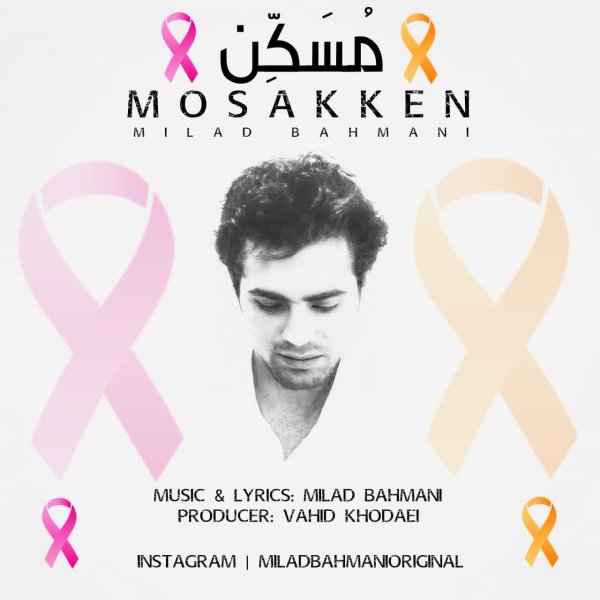 مُسَكِّن
MOSAKKEN
MILAD BAHMANI
MUSIC & LYRICS: MILAD BAHMANI
PRODUCER: VAHID KHODAEI
INSTAGRAM | MILADBAHMANIORIGINAL